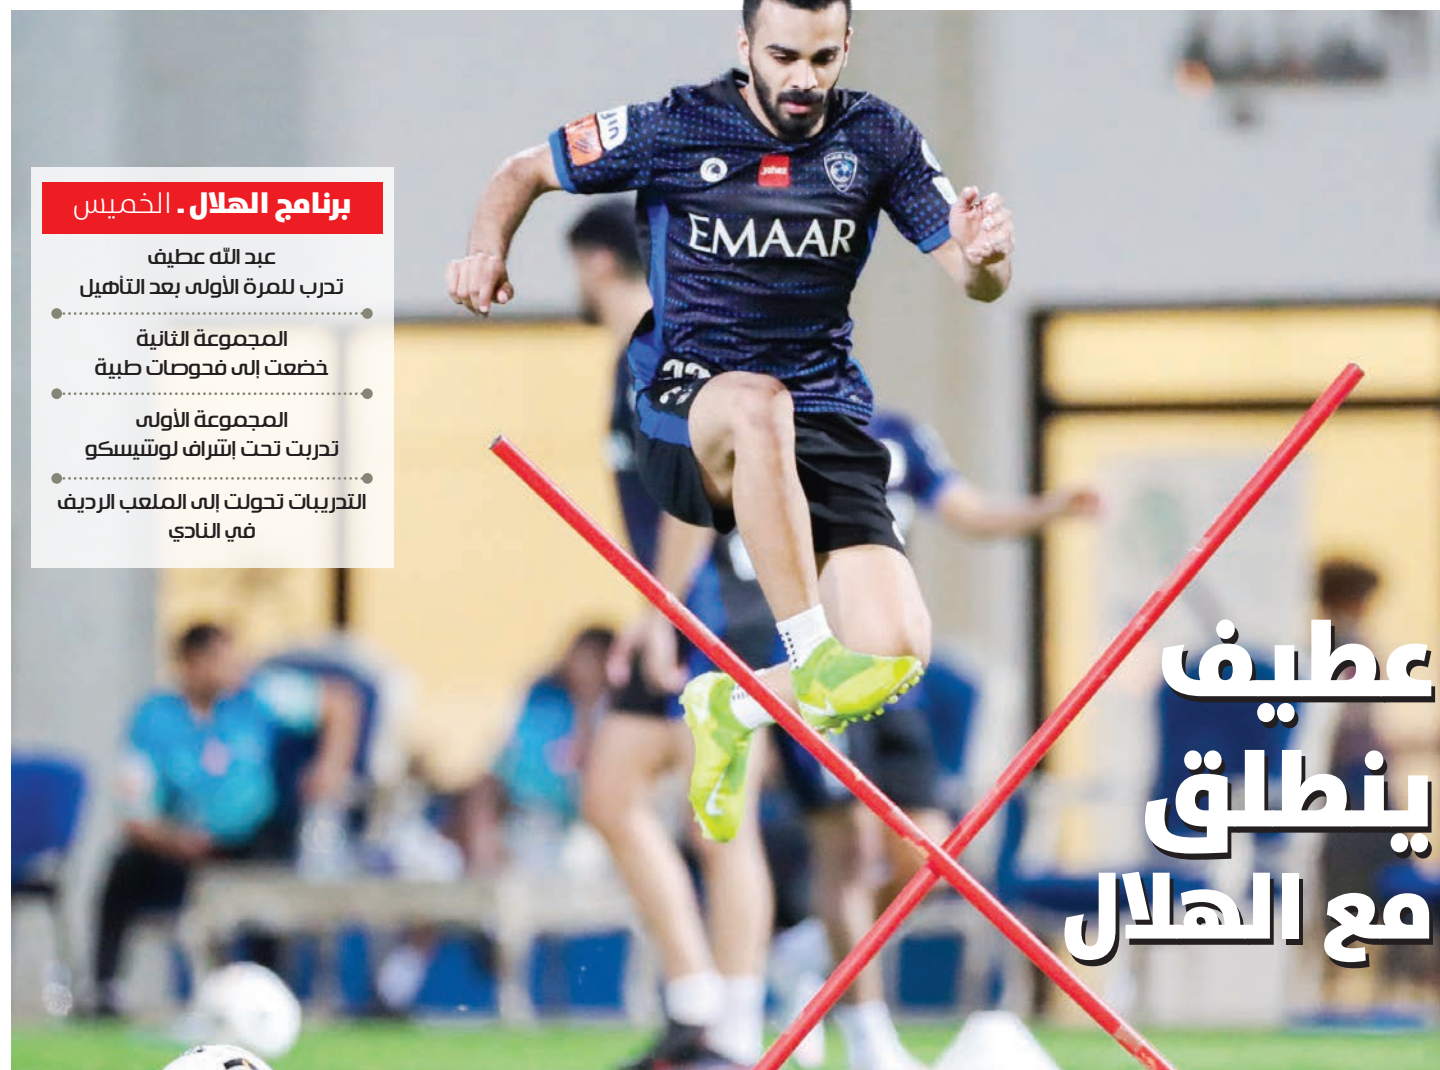 برنامج الهلال . الخميس
عبد الله عطيف
تدرب للمرة الأولى بعد التأهيل
المجموعة الثانية
خضعت إلى فحوصات طبية
المجموعة الأولى
تدربت تحت إشراف لوشيسكو
التدريبات تحولت إلى الملعب الرديف
في النادي
jahez
EMAAR
عطيف
ينطلق
مع الهلال